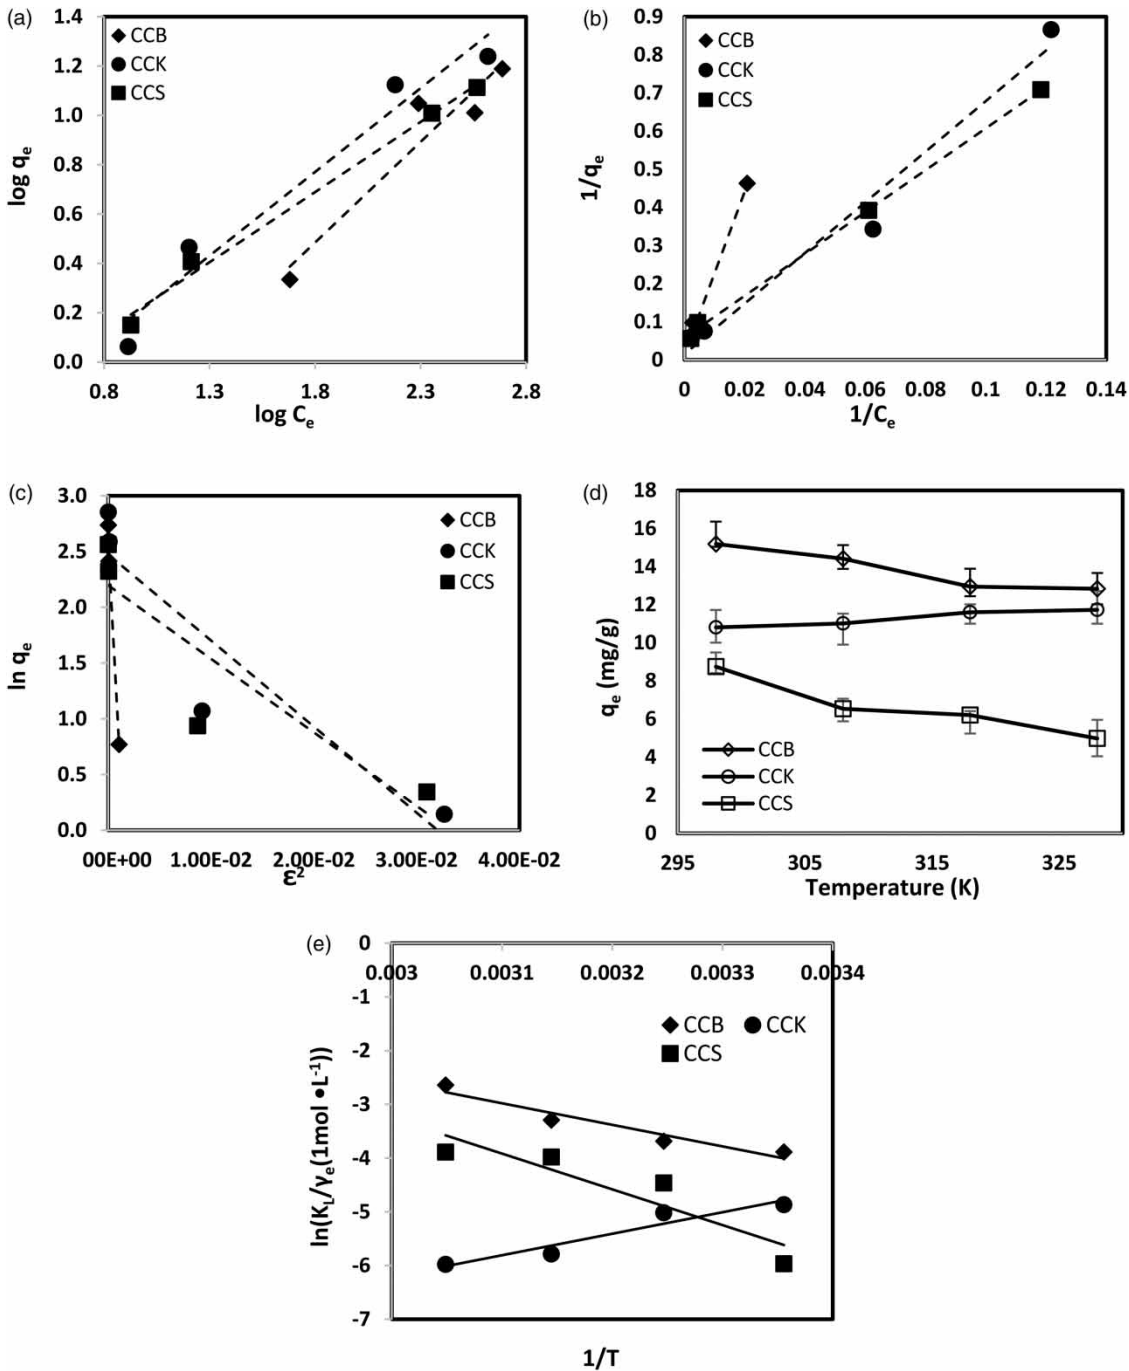 (a)
1.4
1.2
1.0
0.8
0.6
0.4
0.2
0.0
log qₑ
CCB
CCK
CCS
0.8 1.3 1.8 2.3 2.8
log Cₑ
(b)
0.9
0.8
0.7
0.6
0.5
0.4
0.3
0.2
0.1
0
1/qₑ
CCB
CCK
CCS
0 0.02 0.04 0.06 0.08 0.1 0.12 0.14
1/Cₑ
(c)
3.0
2.5
2.0
1.5
1.0
0.5
0.0
ln qₑ
CCB
CCK
CCS
00E+00 1.00E-02 2.00E-02 3.00E-02 4.00E-02
ε²
(d)
18
16
14
12
10
8
6
4
2
0
qₑ (mg/g)
CCB
CCK
CCS
295 305 315 325
Temperature (K)
(e)
0
-1
-2
-3
-4
-5
-6
-7
ln(K_L/γₑ(1mol •L⁻¹))
0.003 0.0031 0.0032 0.0033 0.0034
CCB CCK
CCS
1/T